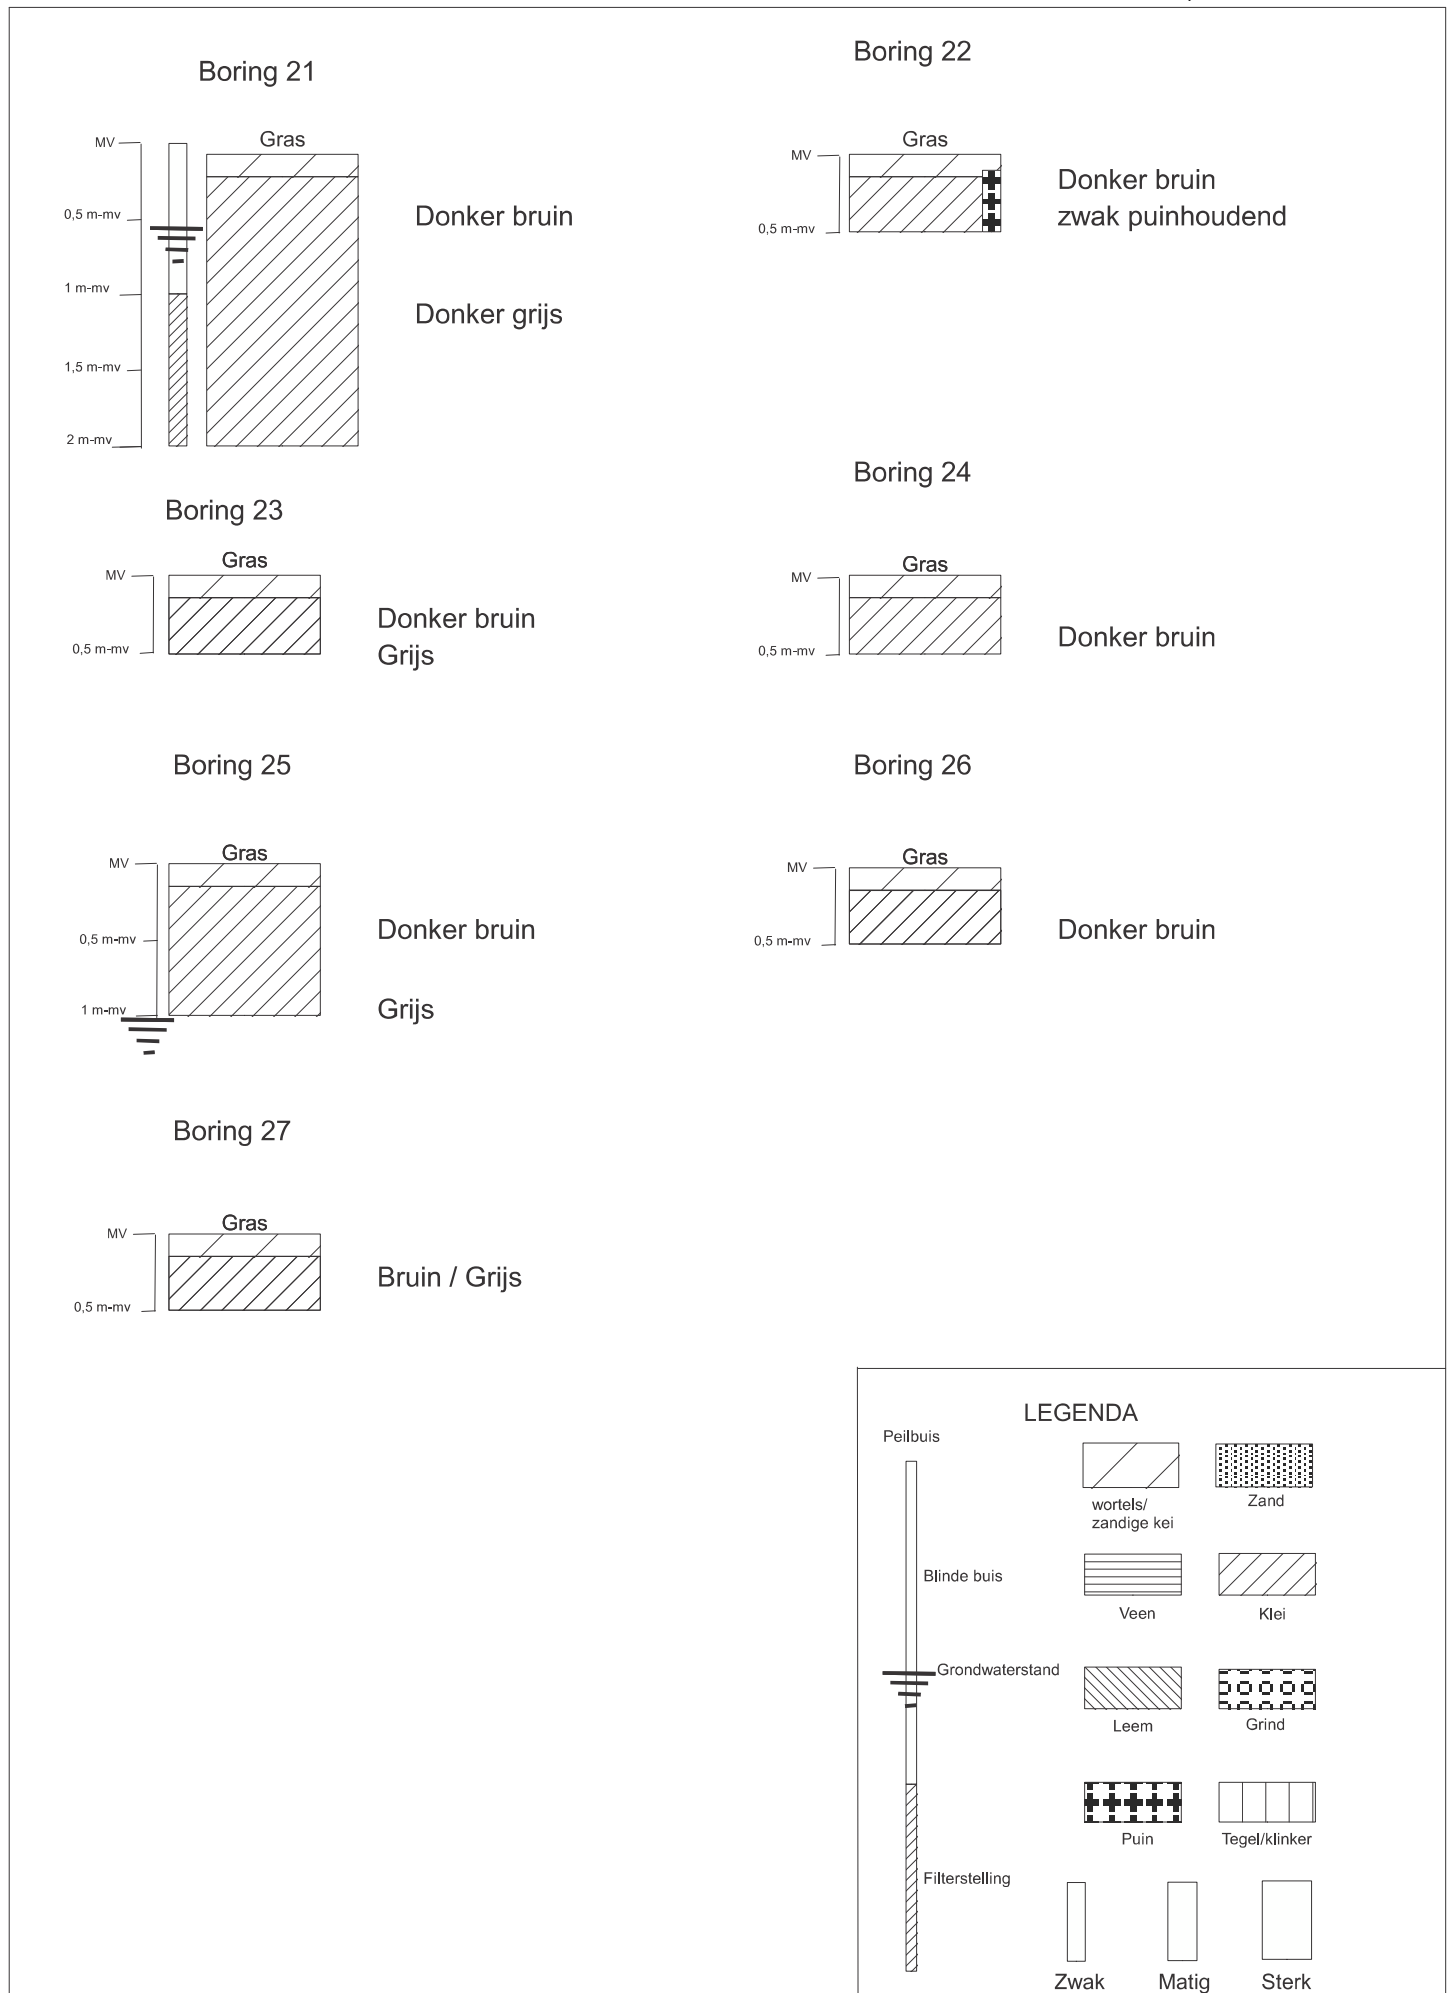 Boring 21
Gras
MV
0,5 m-mv
1 m-mv
1,5 m-mv
2 m-mv
Donker bruin
Donker grijs
Boring 22
Gras
MV
0,5 m-mv
Donker bruin
zwak puinhoudend
Boring 23
Gras
MV
0,5 m-mv
Donker bruin
Grijs
Boring 24
Gras
MV
0,5 m-mv
Donker bruin
Boring 25
Gras
MV
0,5 m-mv
1 m-mv
Donker bruin
Grijs
Boring 26
Gras
MV
0,5 m-mv
Donker bruin
Boring 27
Gras
MV
0,5 m-mv
Bruin / Grijs
LEGENDA
Peilbuis
Blinde buis
Grondwaterstand
Filterstelling
wortels/
zandige kei
Zand
Veen
Klei
Leem
Grind
Puin
Tegel/klinker
Zwak
Matig
Sterk